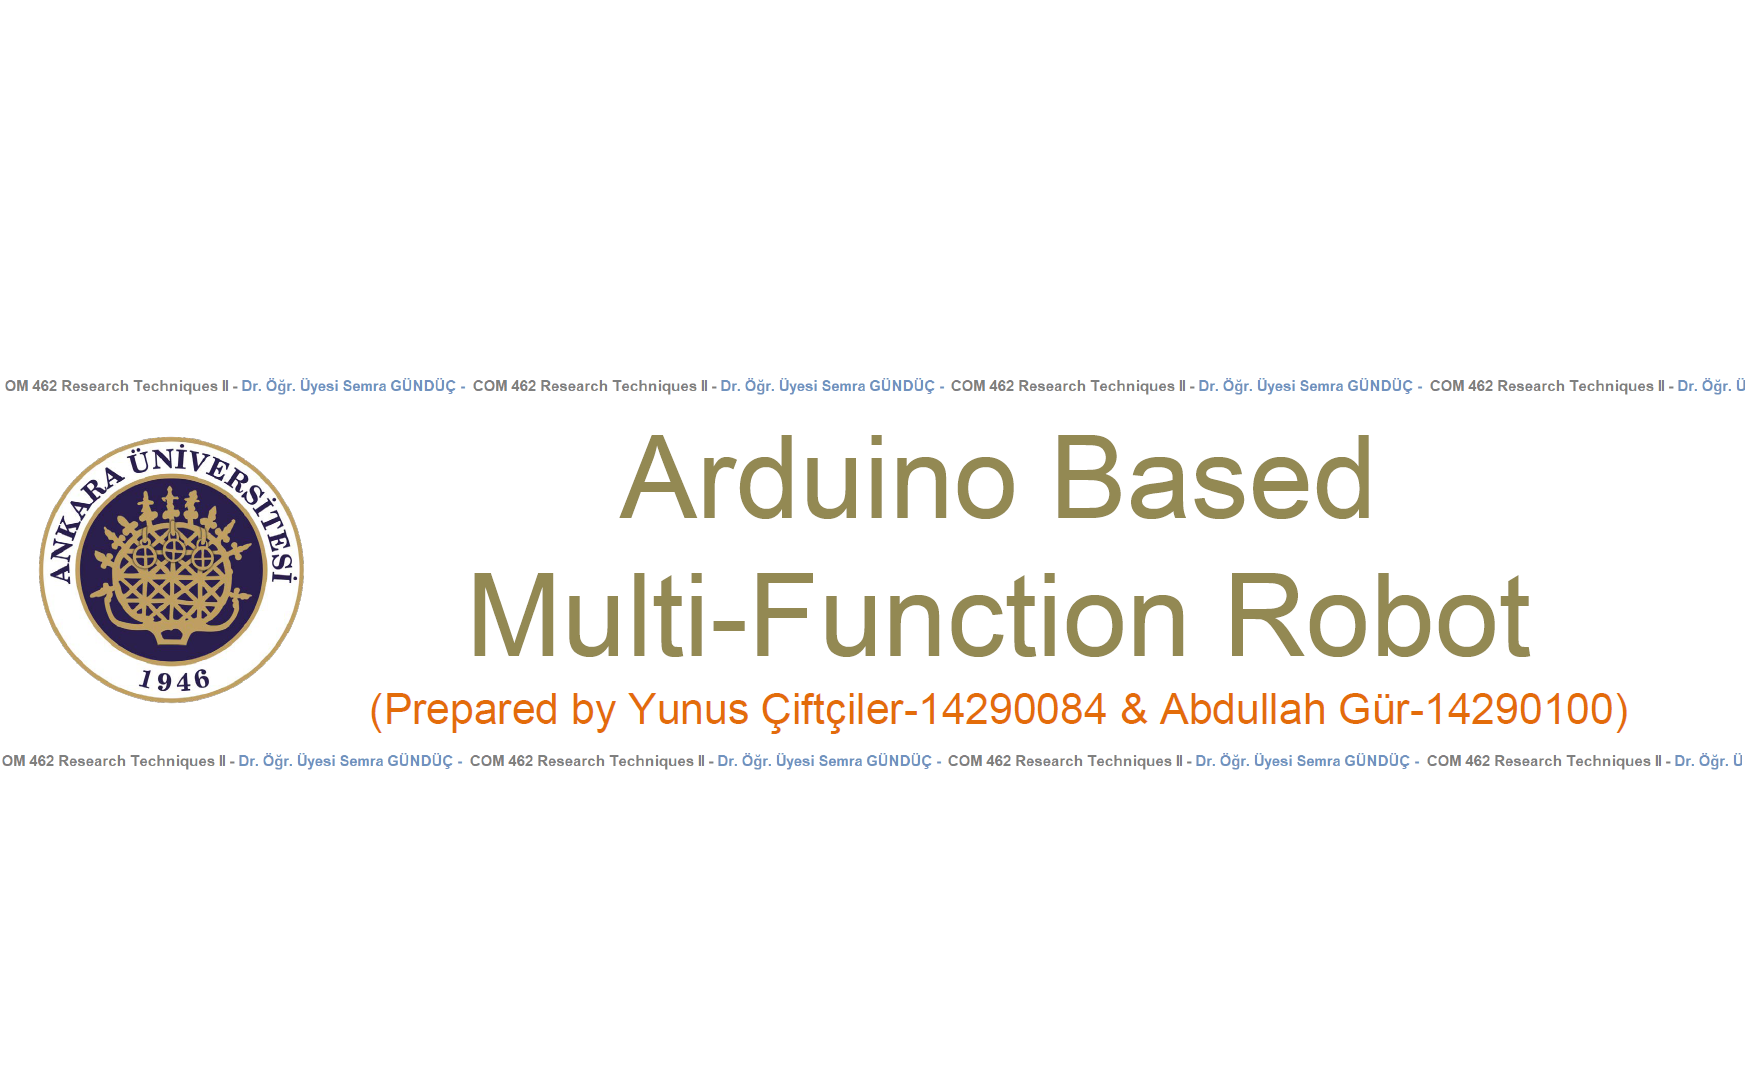 OM 462 Research Techniques II - Dr. Öğr. Üyesi Semra GÜNDÜÇ - COM 462 Research Techniques II - Dr. Öğr. Üyesi Semra GÜNDÜÇ - COM 462 Research Techniques II - Dr. Öğr. Üyesi Semra GÜNDÜÇ - COM 462 Research Techniques II - Dr. Öğr. Ü
ANKARA ÜNİVERSİTESİ
1946
Arduino Based
Multi-Function Robot
(Prepared by Yunus Çiftçiler-14290084 & Abdullah Gür-14290100)
OM 462 Research Techniques II - Dr. Öğr. Üyesi Semra GÜNDÜÇ - COM 462 Research Techniques II - Dr. Öğr. Üyesi Semra GÜNDÜÇ - COM 462 Research Techniques II - Dr. Öğr. Üyesi Semra GÜNDÜÇ - COM 462 Research Techniques II - Dr. Öğr. Ü